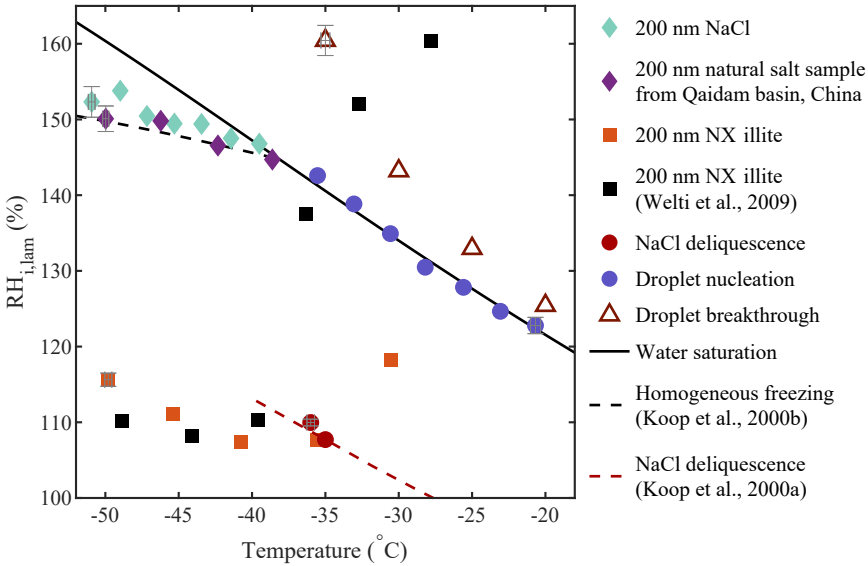 160
150
140
130
120
110
100
RHi,lam (%)
-50
-45
-40
-35
-30
-25
-20
Temperature (°C)
200 nm NaCl
200 nm natural salt sample
from Qaidam basin, China
200 nm NX illite
200 nm NX illite
(Welti et al., 2009)
NaCl deliquescence
Droplet nucleation
Droplet breakthrough
Water saturation
Homogeneous freezing
(Koop et al., 2000b)
NaCl deliquescence
(Koop et al., 2000a)